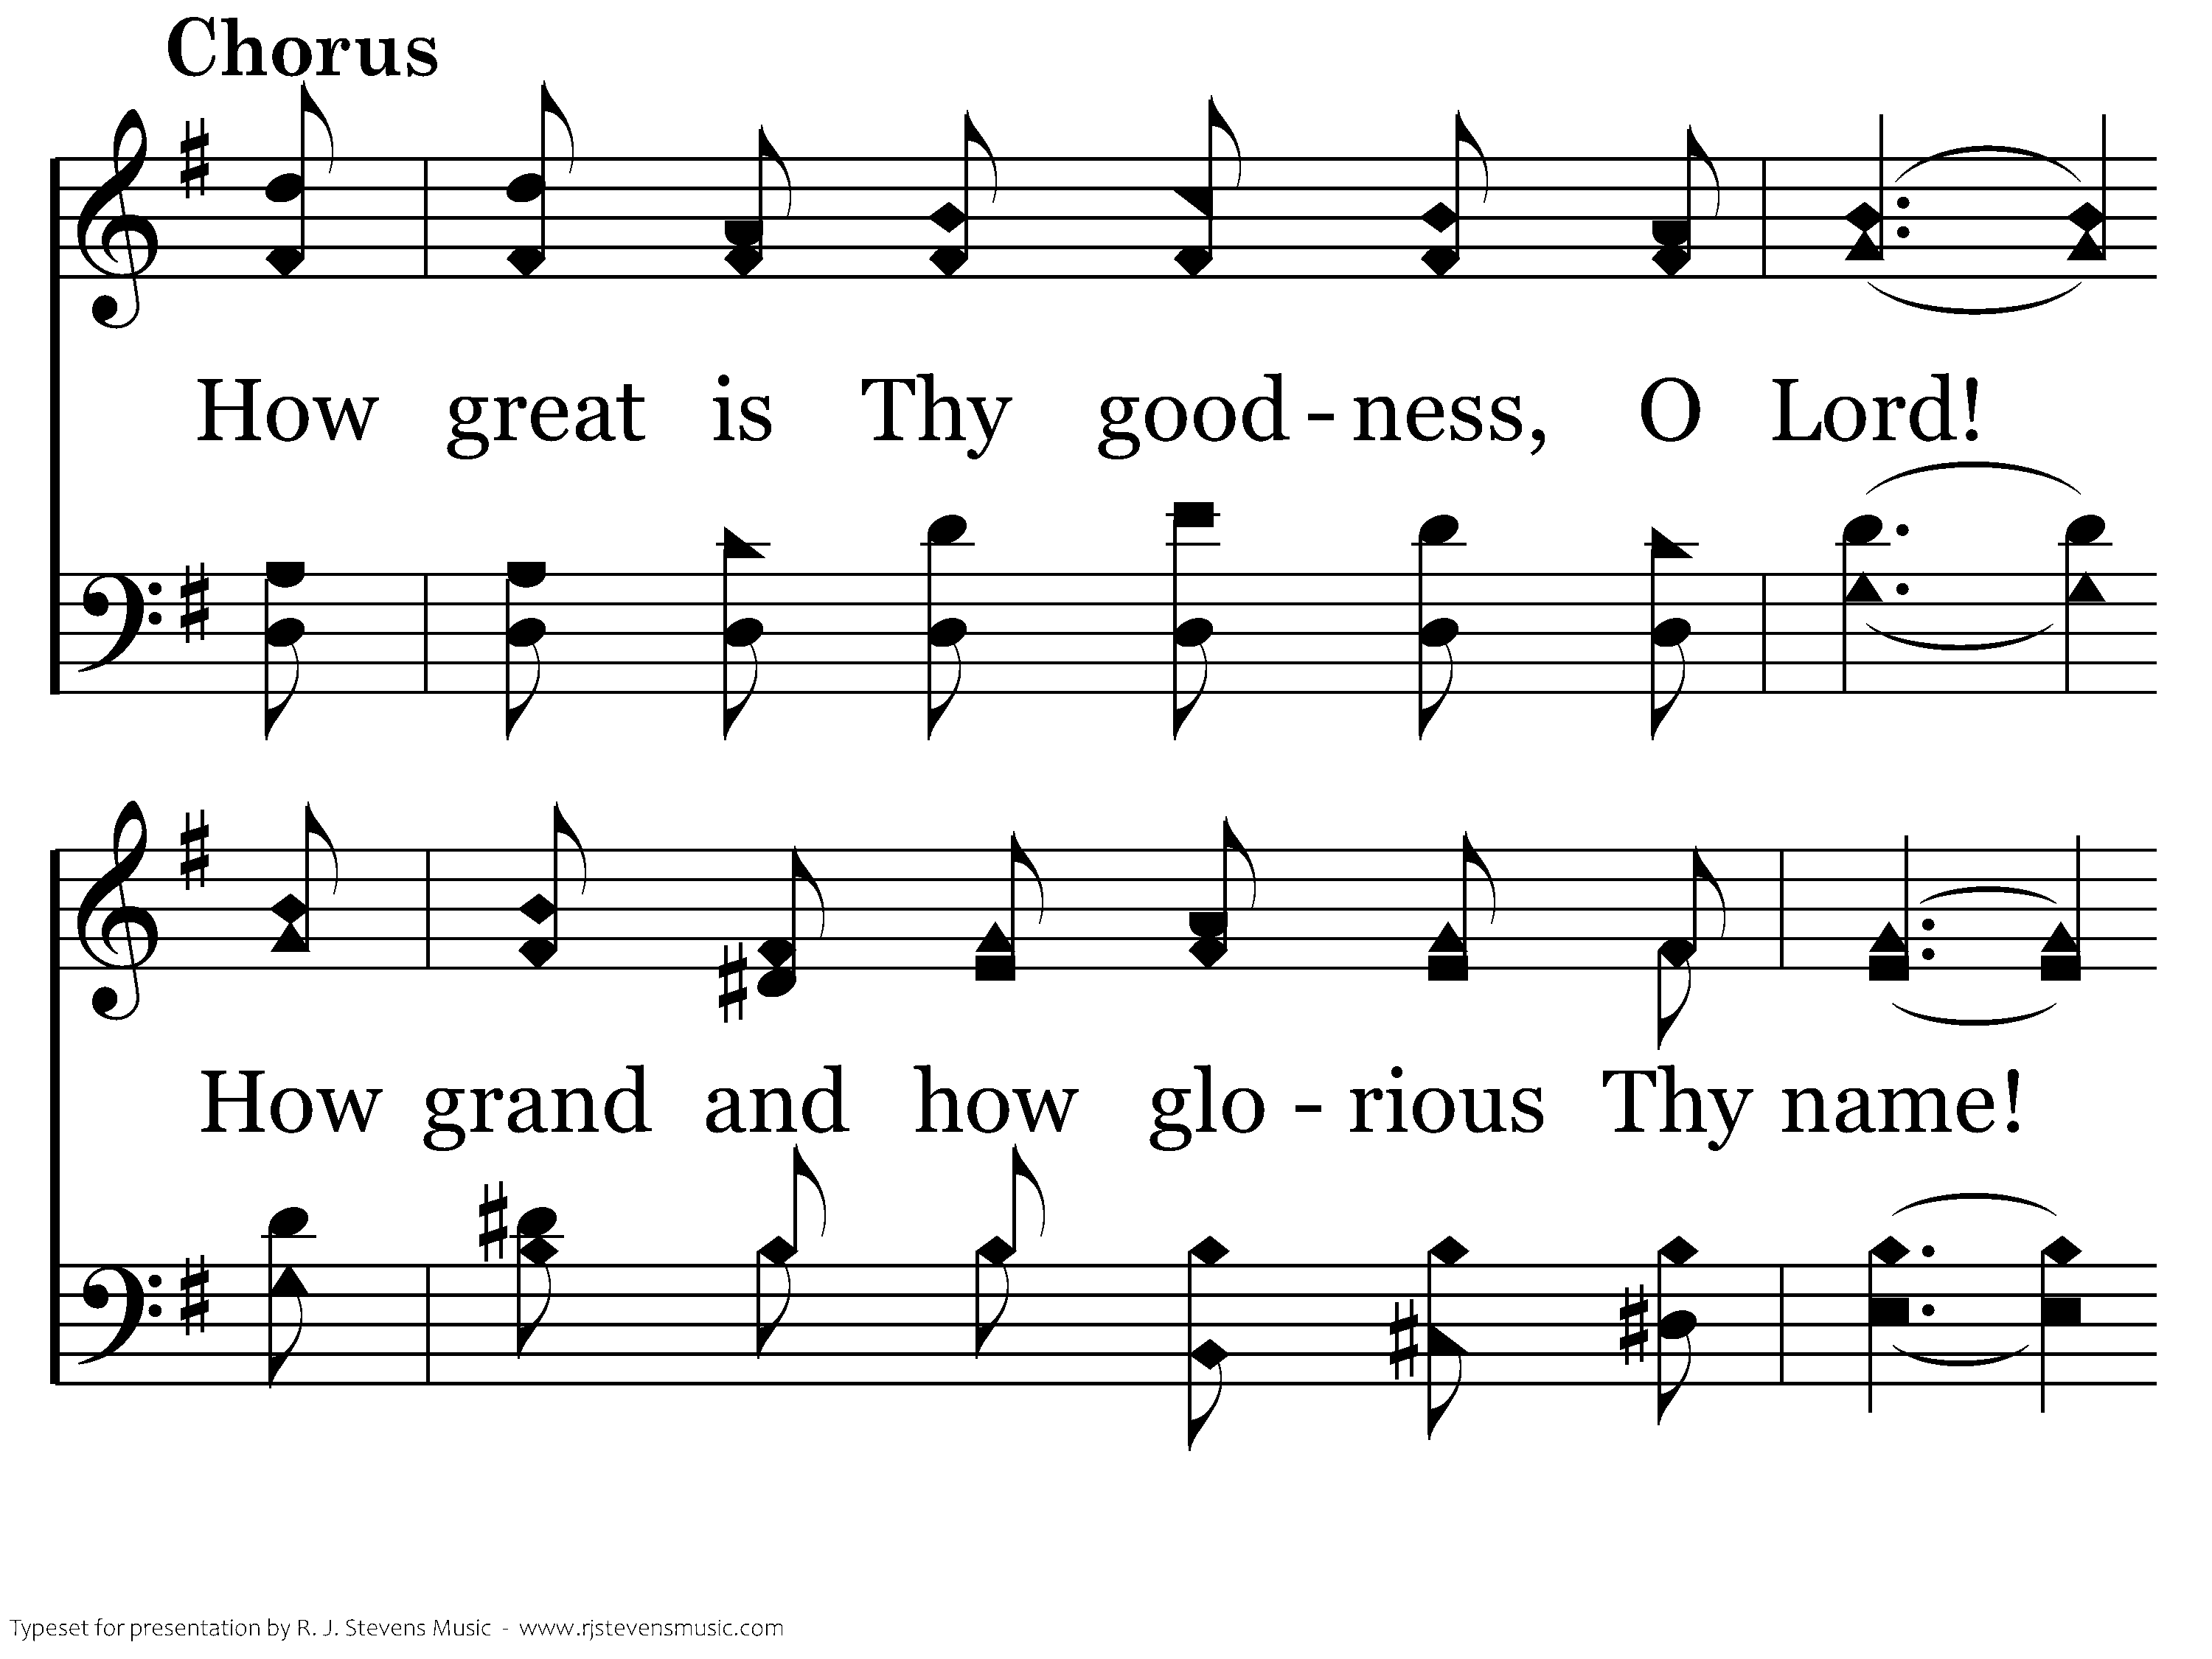 Chorus
How great is Thy good - ness, O Lord!
How grand and how glo - rious Thy name!
Typeset for presentation by R. J. Stevens Music - www.rjstevensmusic.com